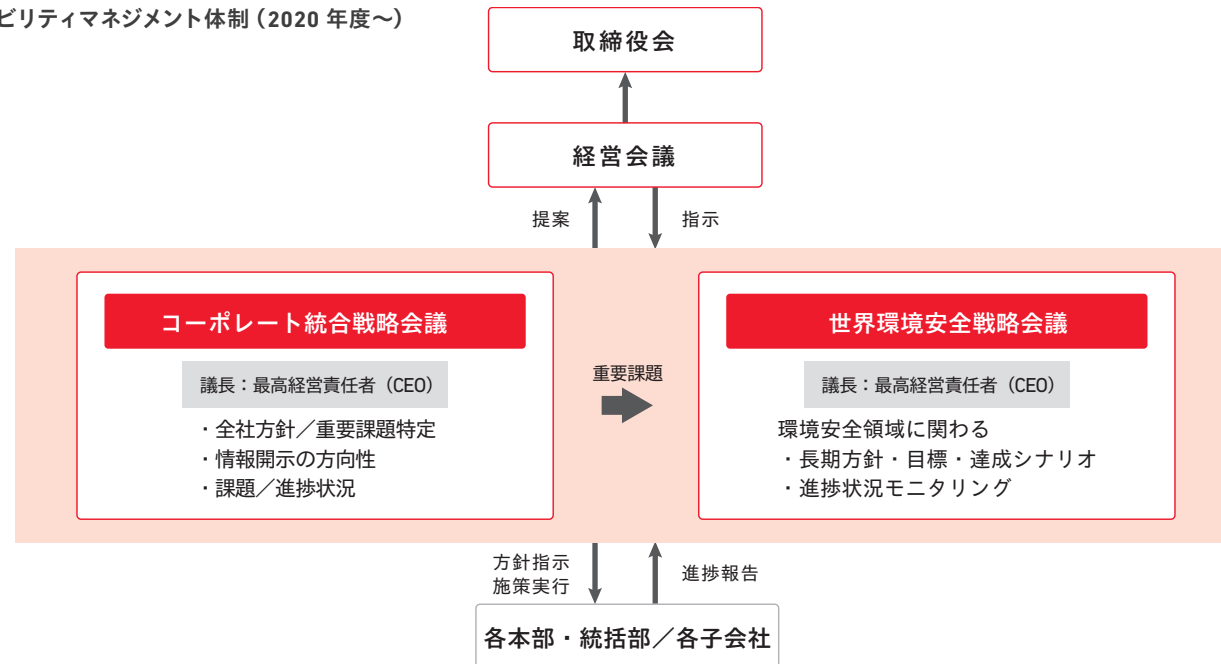 ビリティマネジメント体制（2020 年度～）
取締役会
経営会議
提案
指示
コーポレート統合戦略会議
議長：最高経営責任者（CEO）
・全社方針／重要課題特定
・情報開示の方向性
・課題／進捗状況
重要課題
世界環境安全戦略会議
議長：最高経営責任者（CEO）
環境安全領域に関わる
・長期方針・目標・達成シナリオ
・進捗状況モニタリング
方針指示
施策実行
進捗報告
各本部・統括部／各子会社